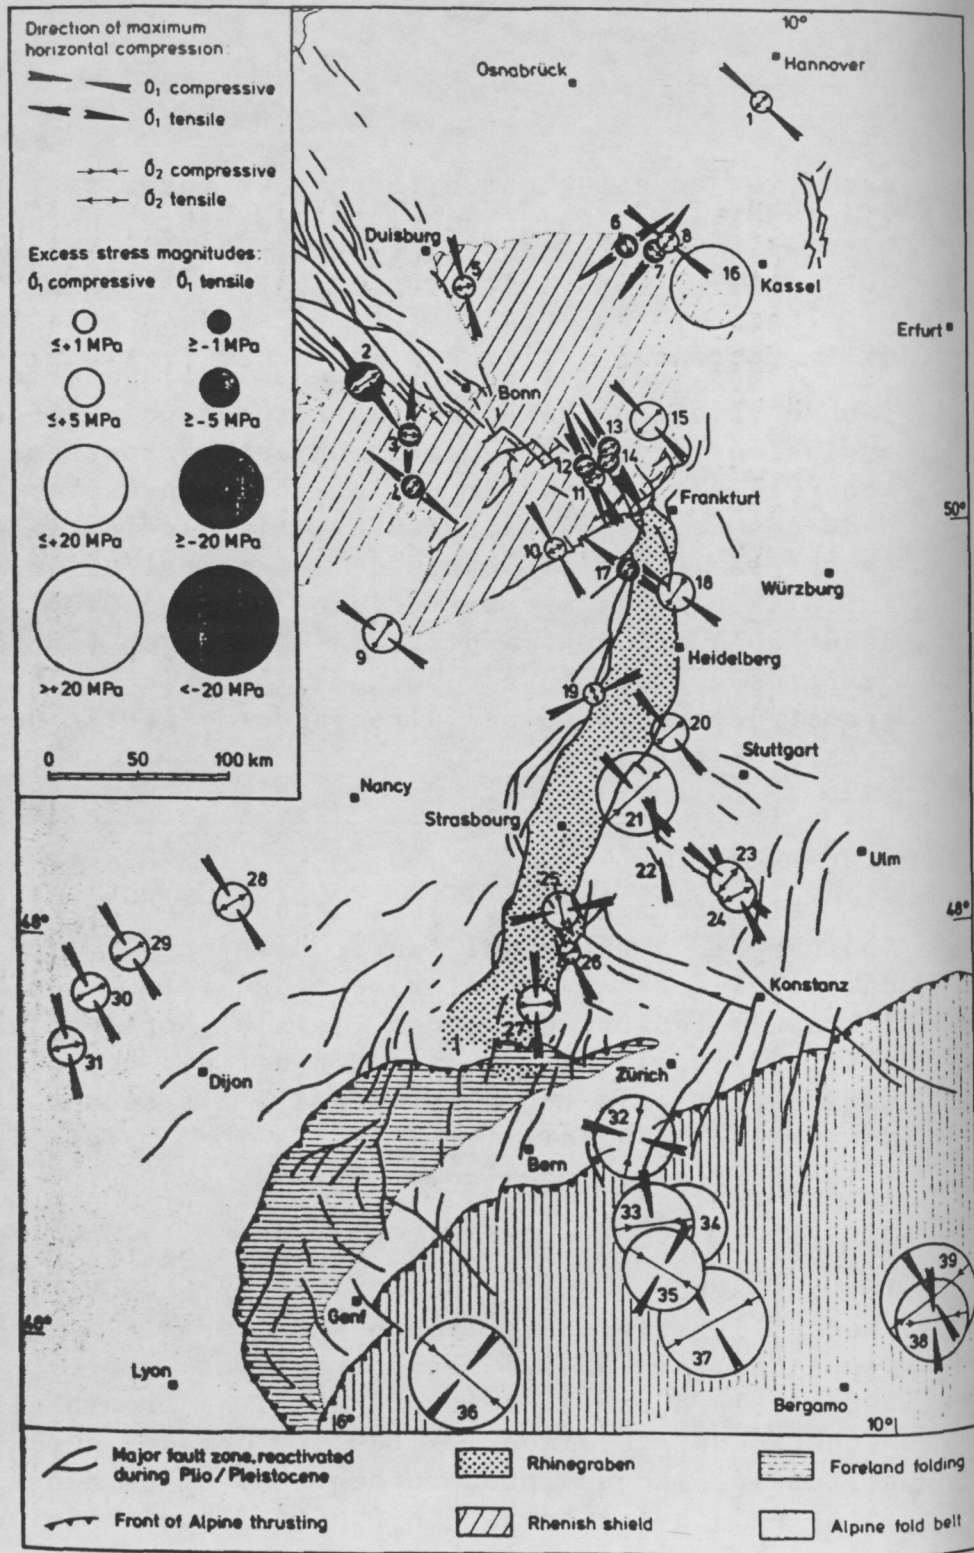 Direction of maximum
horizontal compression:
σ1 compressive
σ1 tensile
σ2 compressive
σ2 tensile
Excess stress magnitudes:
σ1 compressive σ1 tensile
≤+1 MPa ≥-1 MPa
≤+5 MPa ≥-5 MPa
≤+20 MPa ≥-20 MPa
>+20 MPa <-20 MPa
0 50 100 km
10°
Osnabrück
Hannover
1
Duisburg
5
6
7
8
16
Kassel
Erfurt
2
Bonn
3
4
15
13
14
12
11
Frankfurt
50°
10
17
18
Würzburg
9
Heidelberg
19
20
Stuttgart
Nancy
21
Strasbourg
Ulm
22
23
24
28
25
48°
48°
29
26
30
Konstanz
27
31
Dijon
Zürich
32
Bern
33
34
35
39
Genf
37
38
46°
Lyon
36
Bergamo
6°
10°
Major fault zone, reactivated
during Plio/Pleistocene
Rhinegraben
Foreland folding
Front of Alpine thrusting
Rhenish shield
Alpine fold belt